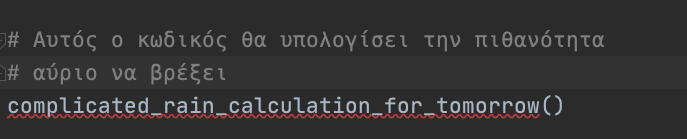 # Αυτός ο κωδικός θα υπολογίσει την πιθανότητα
# αύριο να βρέξει
complicated_rain_calculation_for_tomorrow()